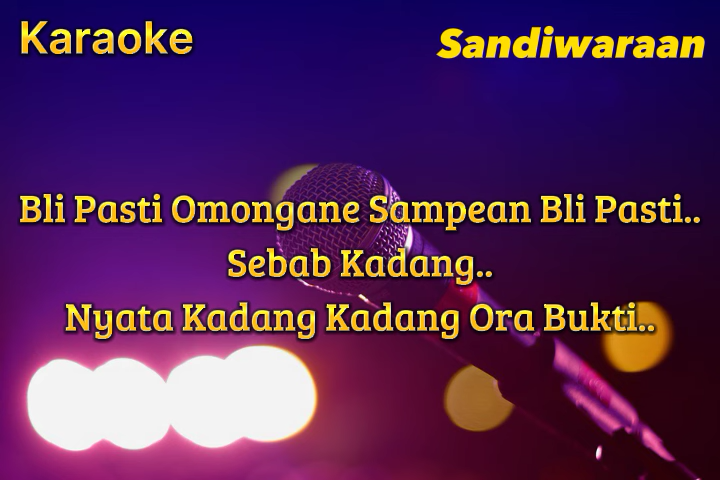 Karaoke
Sandiwaraan
Bli Pasti Omongane Sampean Bli Pasti..
Sebab Kadang..
Nyata Kadang Kadang Ora Bukti..